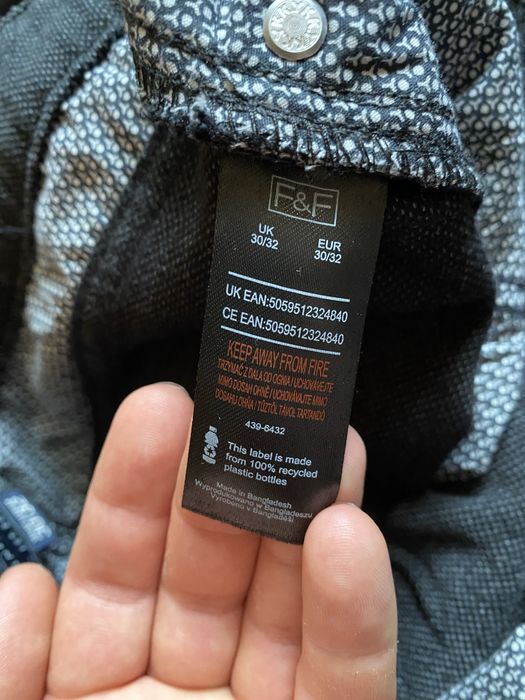 F&F
UK EUR
30/32 30/32
UK EAN:5059512324840
CE EAN:5059512324840
KEEP AWAY FROM FIRE
TRZYMAĆ Z DALA OD OGNIA / UCHOVÁVEJTE
MIMO DOSAH OHNĚ / UCHOVÁVAJTE MIMO
DOSAHU OHŇA / TŰZTŐL TÁVOL TARTANDÓ
439-6432
This label is made
from 100% recycled
plastic bottles
Made in Bangladesh
Wyprodukowano w Bangladeszu
Vyrobeno v Bangladéši